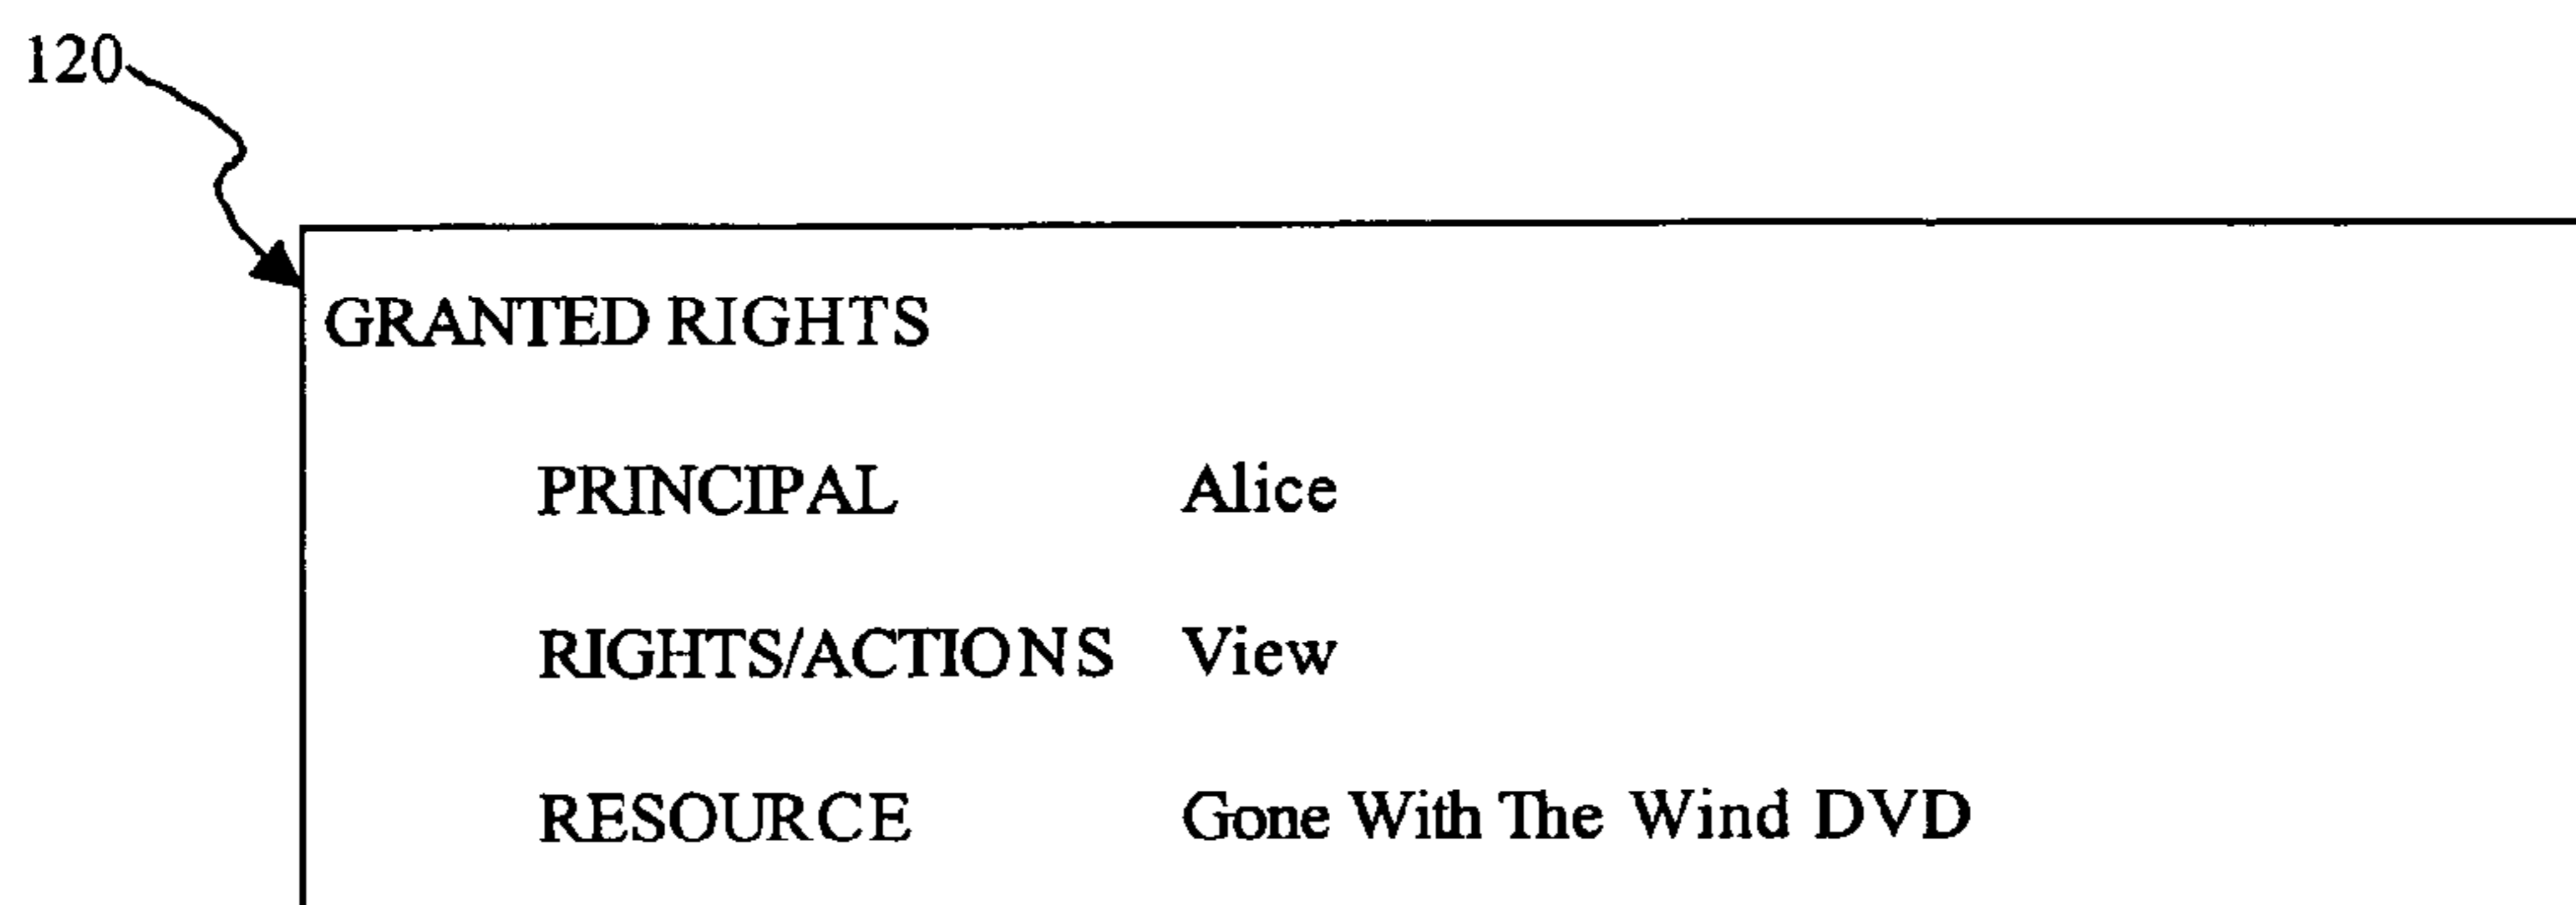 120
GRANTED RIGHTS
PRINCIPAL Alice
RIGHTS/ACTIONS View
RESOURCE Gone With The Wind DVD